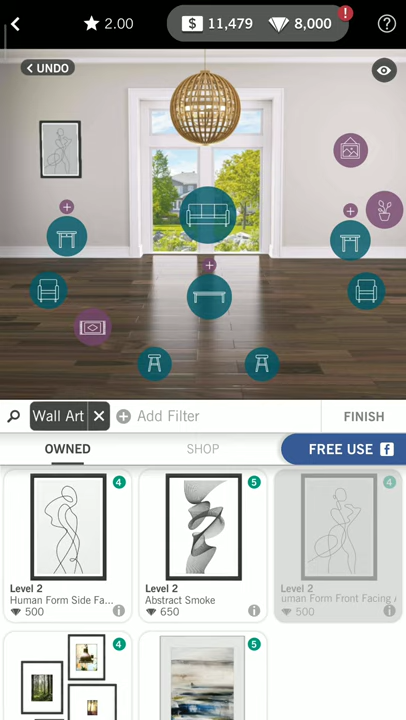 ★ 2.00
$ 11,479
8,000
!
?
< UNDO
Wall Art ✕
+ Add Filter
FINISH
OWNED
SHOP
FREE USE f
4
Level 2
Human Form Side Fa...
500
i
5
Level 2
Abstract Smoke
650
i
4
Level 2
uman Form Front Facing
500
i
4
5